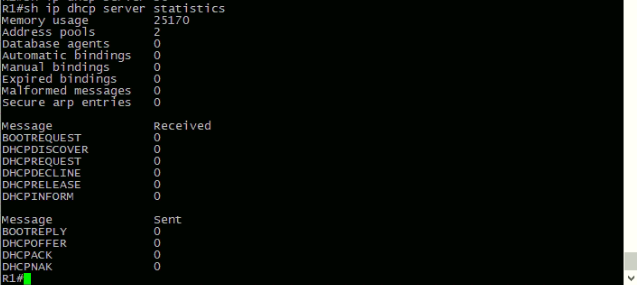 R1#sh ip dhcp server statistics
Memory usage         25170
Address pools        2
Database agents      0
Automatic bindings   0
Manual bindings      0
Expired bindings     0
Malformed messages   0
Secure arp entries   0
Message              Received
BOOTREQUEST          0
DHCPDISCOVER         0
DHCPREQUEST          0
DHCPDECLINE          0
DHCPRELEASE          0
DHCPINFORM           0
Message              Sent
BOOTREPLY            0
DHCPOFFER            0
DHCPACK              0
DHCPNAK              0
R1#